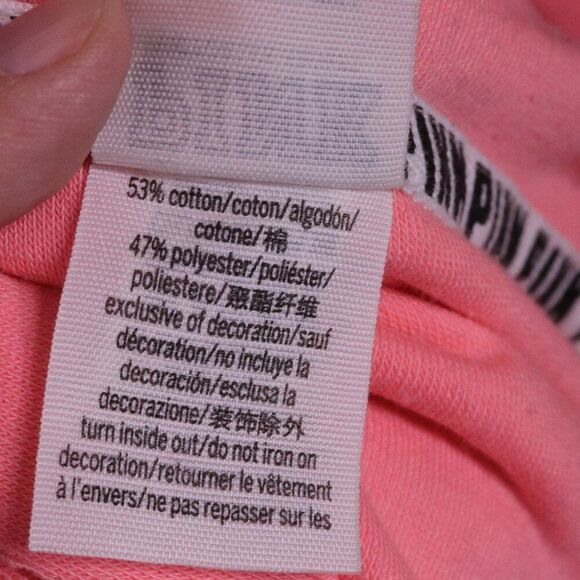 53% cotton/coton/algodón/
cotone/棉
47% polyester/poliéster/
poliestere/聚酯纤维
exclusive of decoration/sauf
décoration/no incluye la
decoración/esclusa la
decorazione/装饰除外
turn inside out/do not iron on
decoration/retourner le vêtement
à l'envers/ne pas repasser sur les
PINK